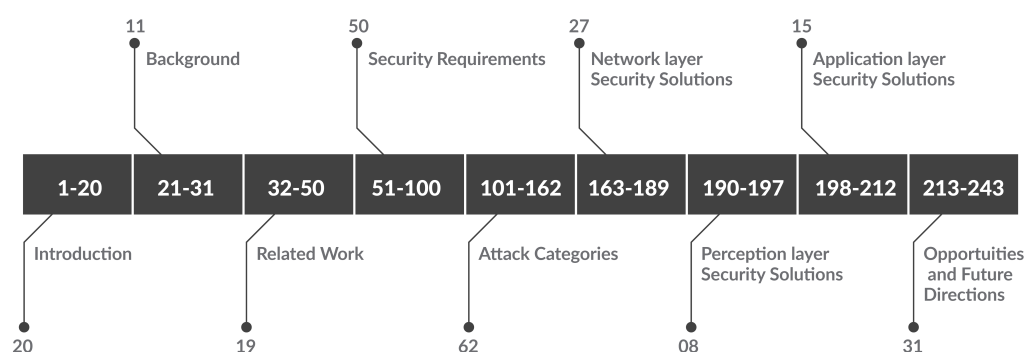 11
50
27
15
Background
Security Requirements
Network layer
Security Solutions
Application layer
Security Solutions
1-20
21-31
32-50
51-100
101-162
163-189
190-197
198-212
213-243
Introduction
Related Work
Attack Categories
Perception layer
Security Solutions
Opportuities
and Future
Directions
20
19
62
08
31